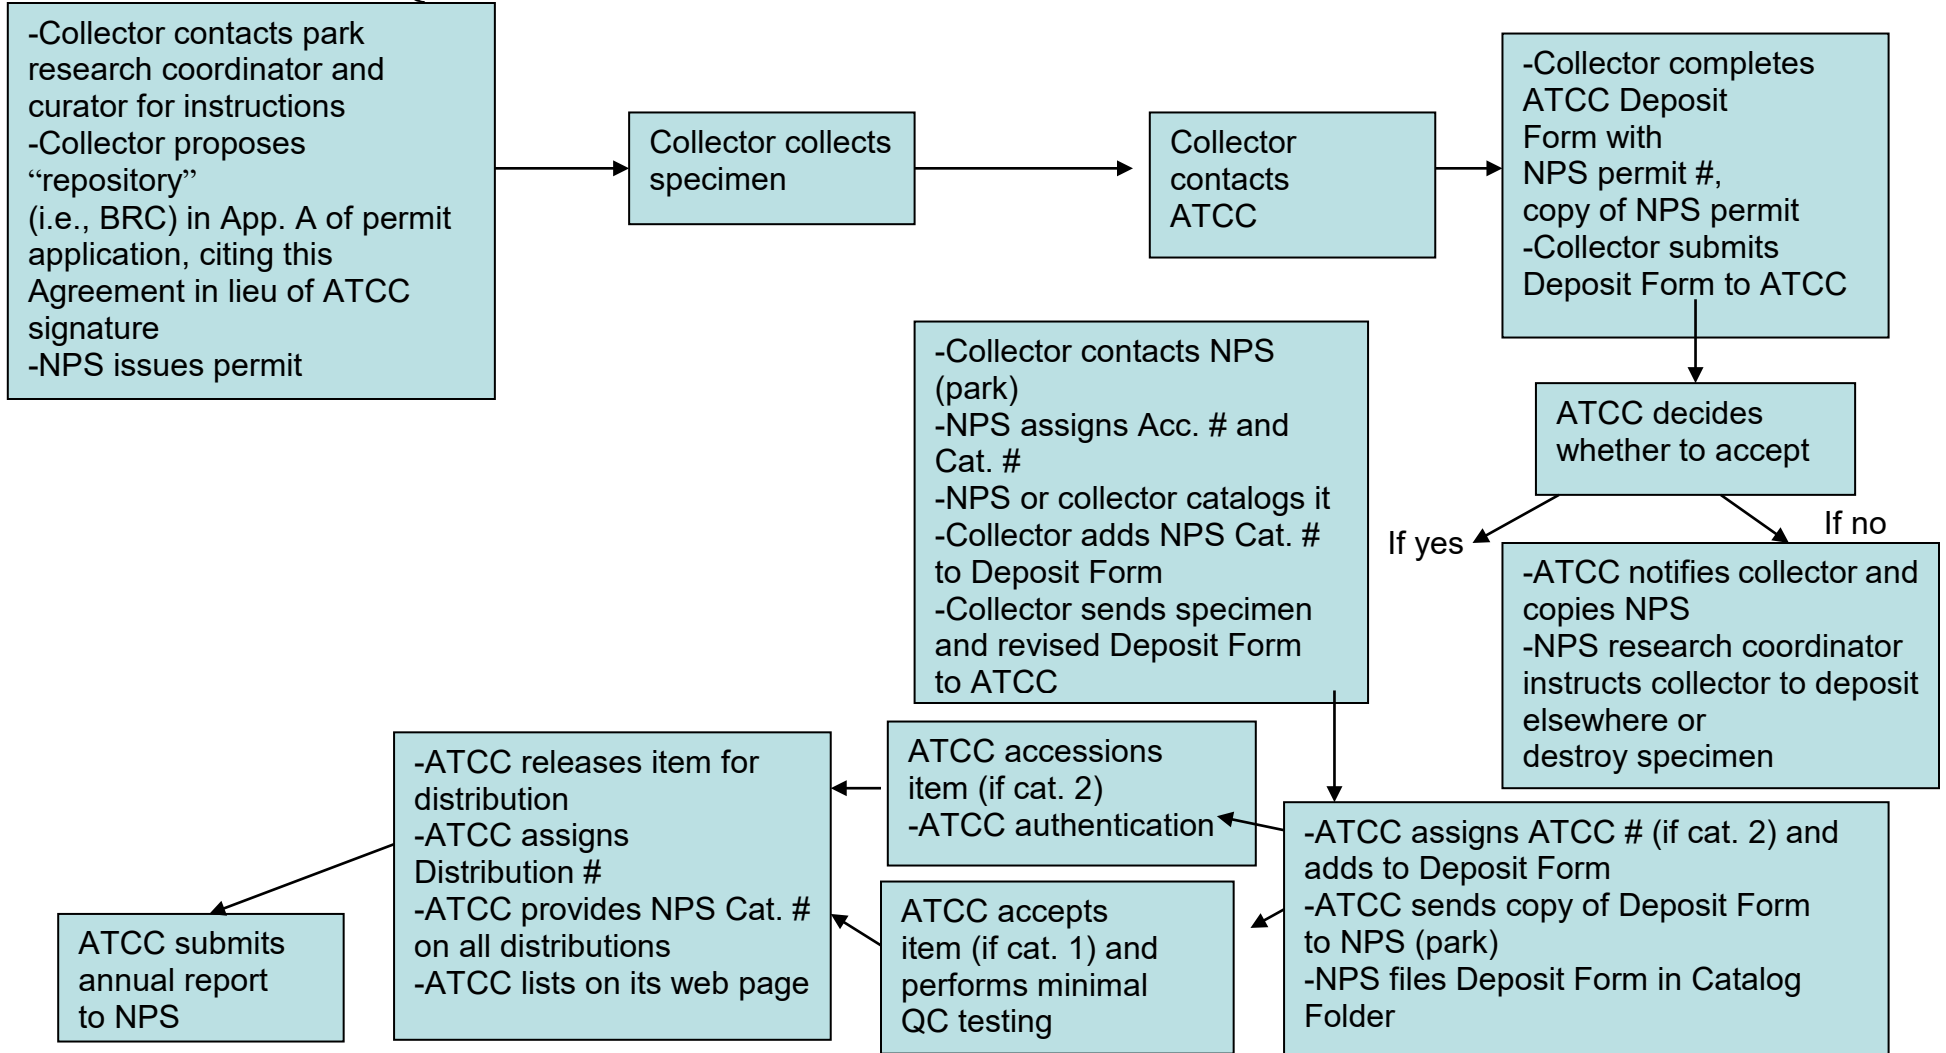 -Collector contacts park
research coordinator and
curator for instructions
-Collector proposes
“repository”
(i.e., BRC) in App. A of permit
application, citing this
Agreement in lieu of ATCC
signature
-NPS issues permit
Collector collects
specimen
Collector
contacts
ATCC
-Collector completes
ATCC Deposit
Form with
NPS permit #,
copy of NPS permit
-Collector submits
Deposit Form to ATCC
ATCC decides
whether to accept
If yes
If no
-ATCC notifies collector and
copies NPS
-NPS research coordinator
instructs collector to deposit
elsewhere or
destroy specimen
-Collector contacts NPS
(park)
-NPS assigns Acc. # and
Cat. #
-NPS or collector catalogs it
-Collector adds NPS Cat. #
to Deposit Form
-Collector sends specimen
and revised Deposit Form
to ATCC
-ATCC assigns ATCC # (if cat. 2) and
adds to Deposit Form
-ATCC sends copy of Deposit Form
to NPS (park)
-NPS files Deposit Form in Catalog
Folder
ATCC accessions
item (if cat. 2)
-ATCC authentication
ATCC accepts
item (if cat. 1) and
performs minimal
QC testing
-ATCC releases item for
distribution
-ATCC assigns
Distribution #
-ATCC provides NPS Cat. #
on all distributions
-ATCC lists on its web page
ATCC submits
annual report
to NPS